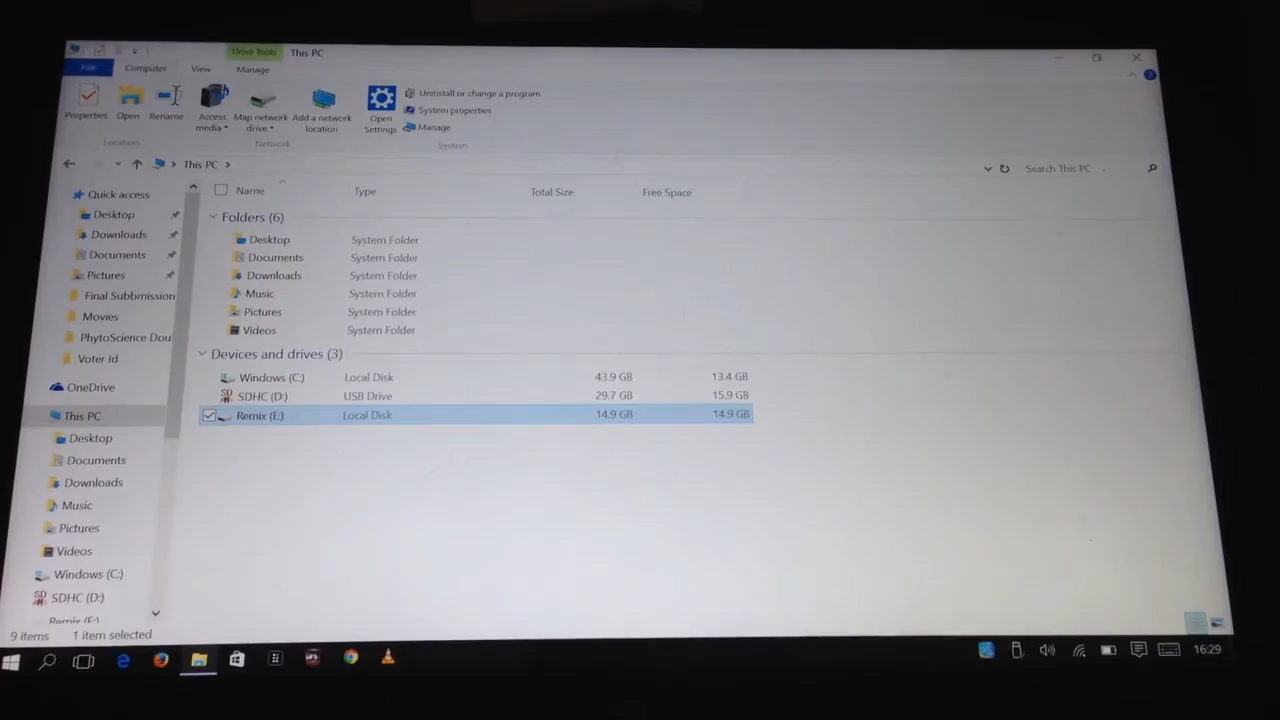 Drive Tools This PC
File Computer View Manage
Properties Open Rename Access media Map network drive Add a network location Open Settings Uninstall or change a program
System properties
Manage
Location Network System
This PC Search This PC
Quick access
Desktop
Downloads
Documents
Pictures
Final Subbmission
Movies
PhytoScience Dou
Voter Id
OneDrive
This PC
Desktop
Documents
Downloads
Music
Pictures
Videos
Windows (C:)
SDHC (D:)
Remix (E:)
Name Type Total Size Free Space
Folders (6)
Desktop System Folder
Documents System Folder
Downloads System Folder
Music System Folder
Pictures System Folder
Videos System Folder
Devices and drives (3)
Windows (C:) Local Disk 43.9 GB 13.4 GB
SDHC (D:) USB Drive 29.7 GB 15.9 GB
Remix (E:) Local Disk 14.9 GB 14.9 GB
9 items 1 item selected
16:29